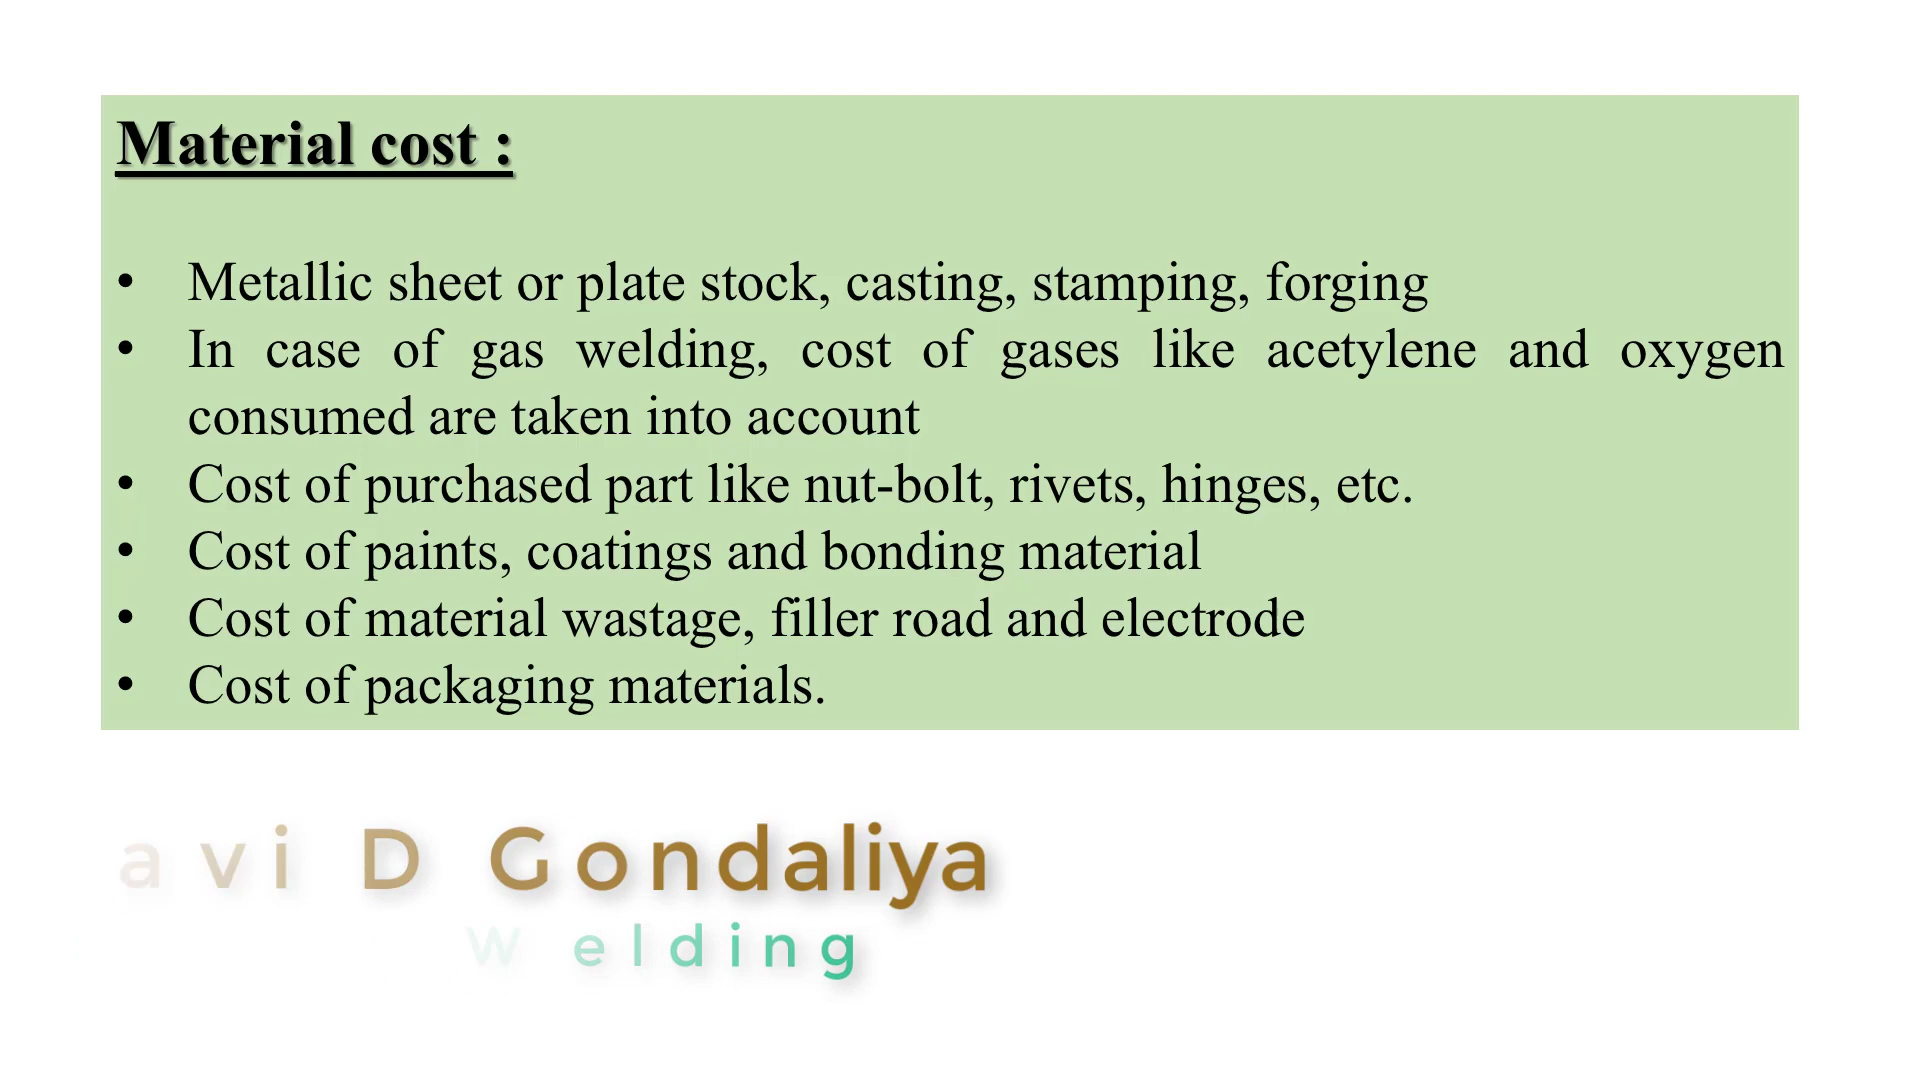 Material cost :
• Metallic sheet or plate stock, casting, stamping, forging
• In case of gas welding, cost of gases like acetylene and oxygen
consumed are taken into account
• Cost of purchased part like nut-bolt, rivets, hinges, etc.
• Cost of paints, coatings and bonding material
• Cost of material wastage, filler road and electrode
• Cost of packaging materials.
avi D Gondaliya
Welding